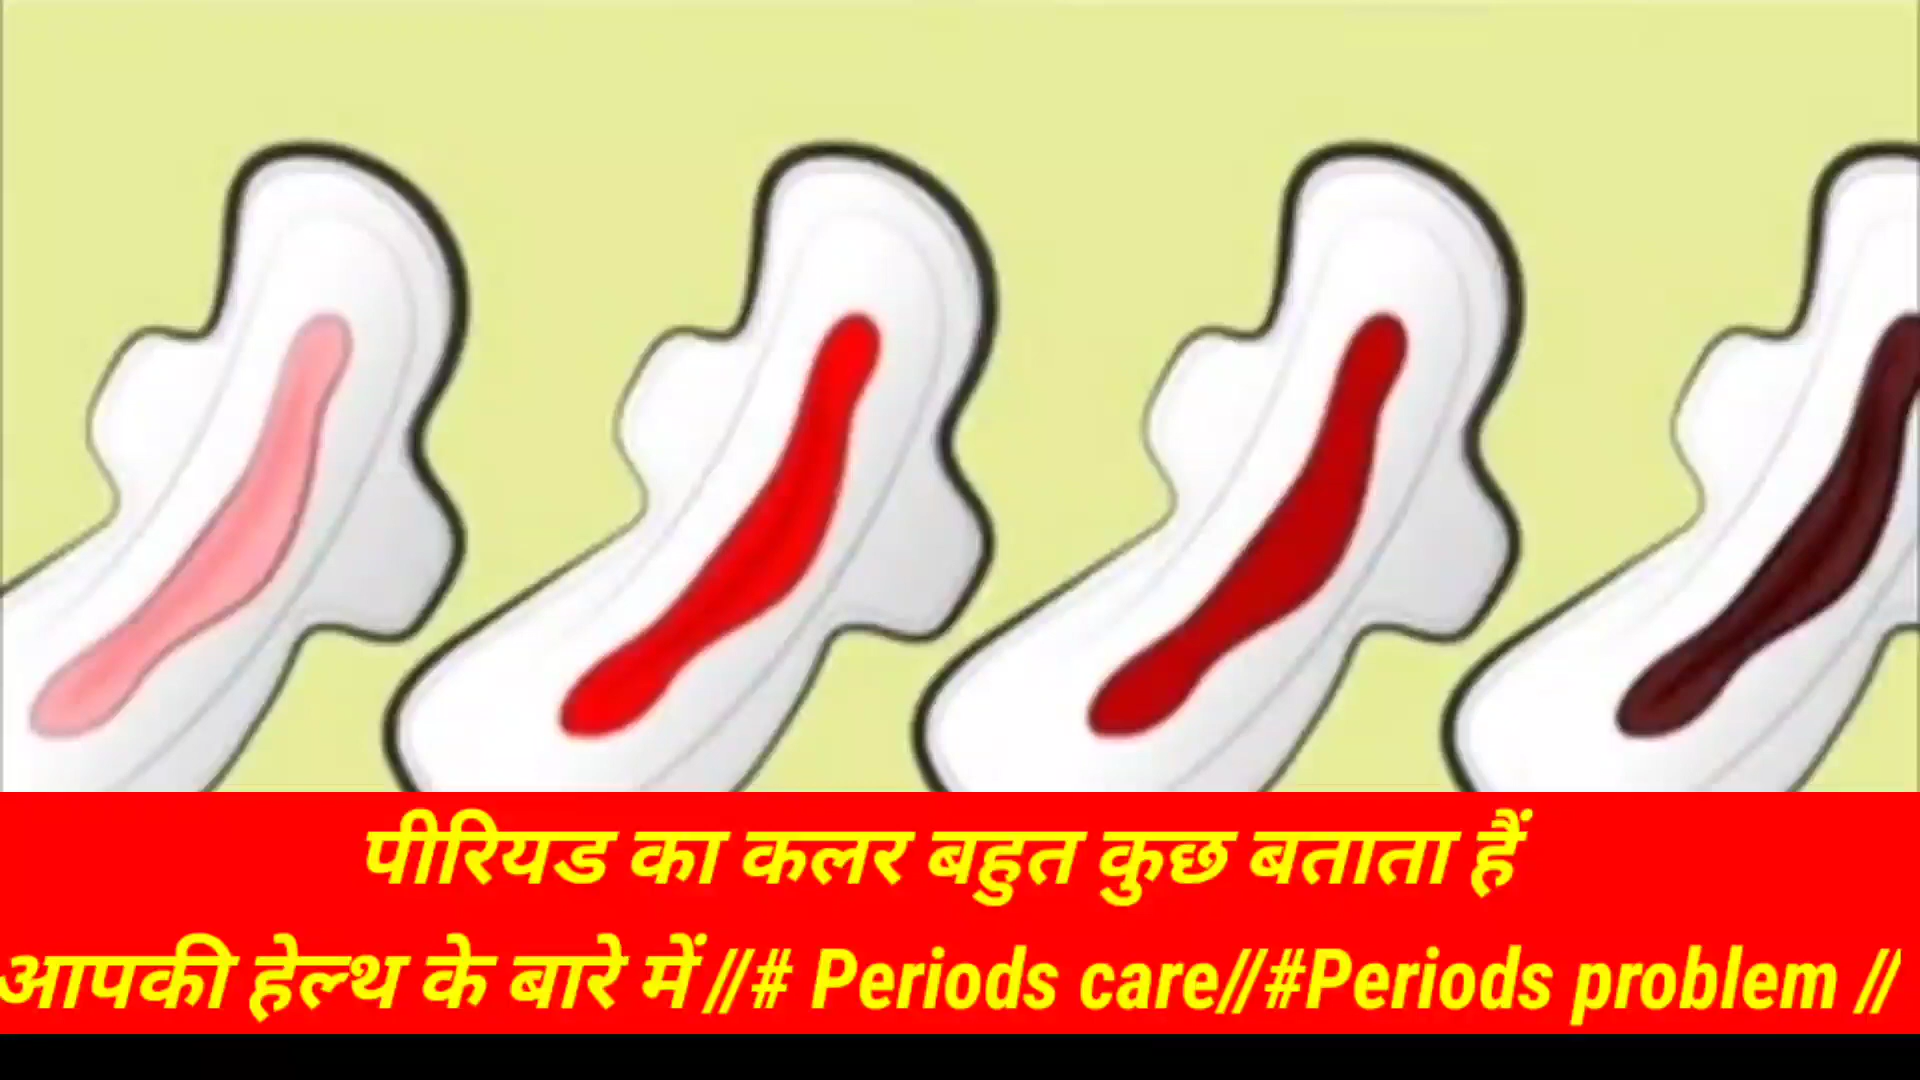 पीरियड का कलर बहुत कुछ बताता हैं
आपकी हेल्थ के बारे में //# Periods care//#Periods problem //